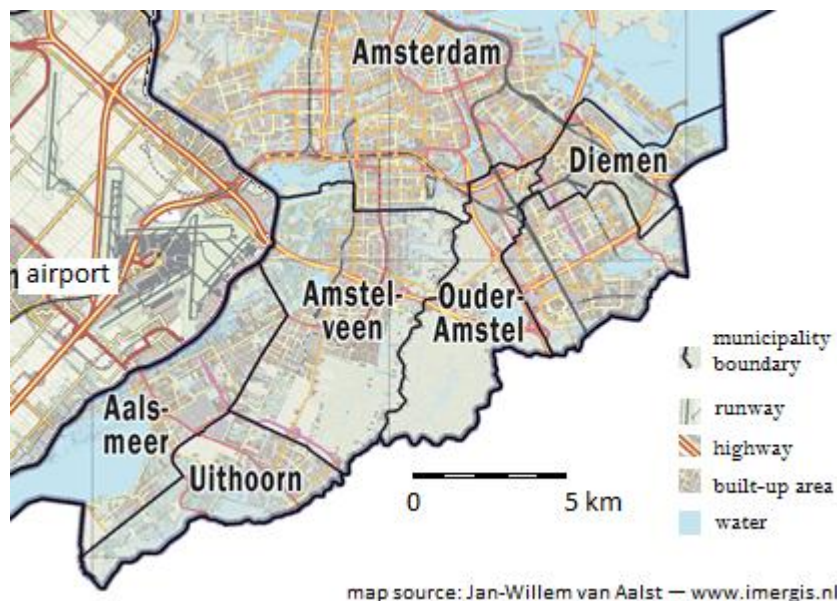 Amsterdam
Diemen
airport
Amstel-
veen
Ouder-
Amstel
Aals-
meer
Uithoorn
municipality
boundary
runway
highway
built-up area
water
0 5 km
map source: Jan-Willem van Aalst — www.imergis.nl